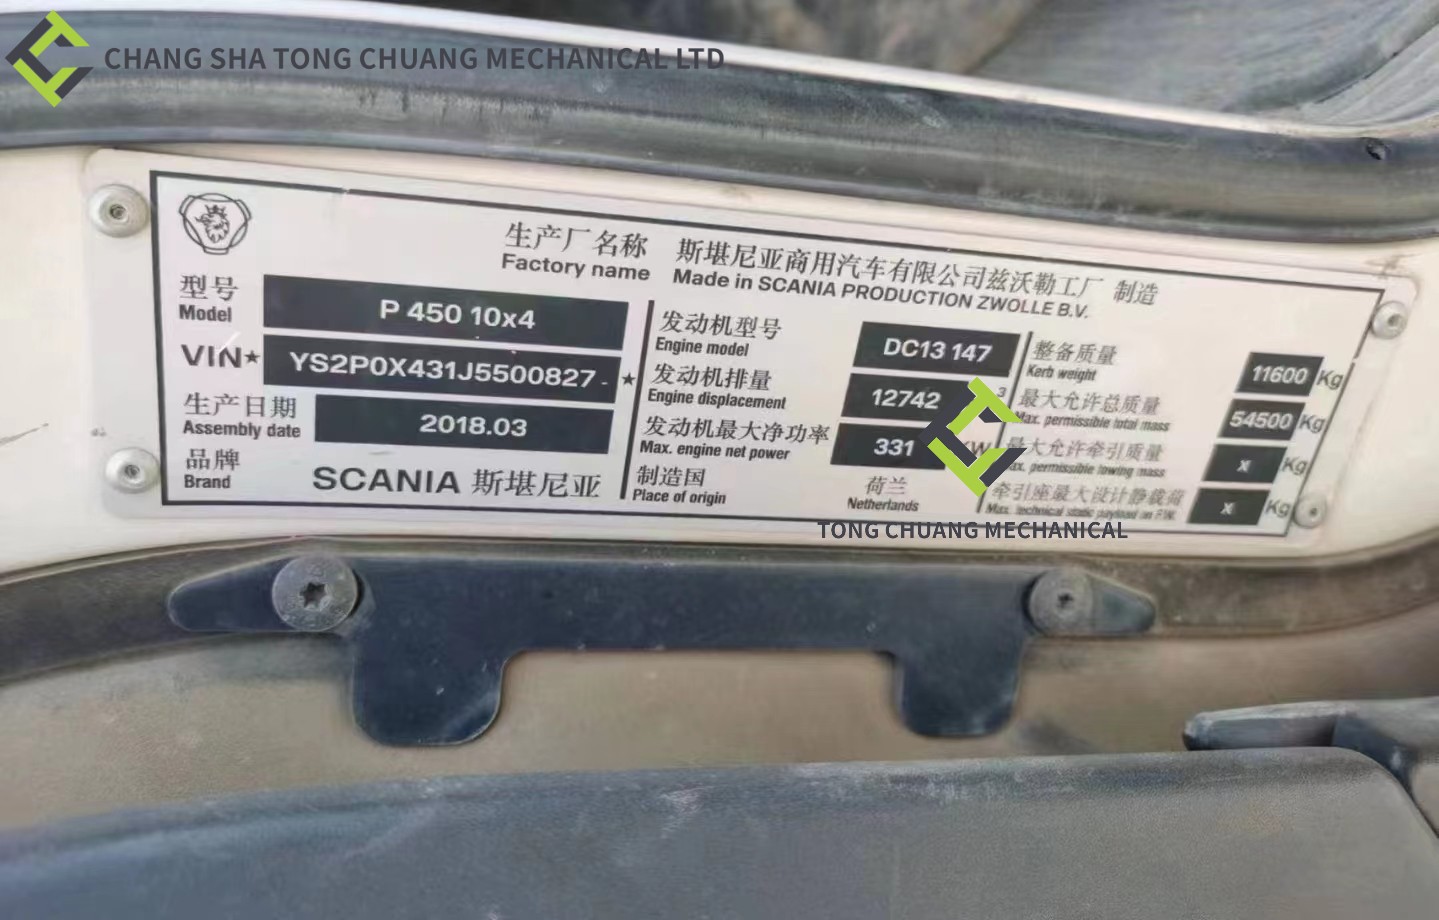 CHANG SHA TONG CHUANG MECHANICAL LTD
生产厂名称 斯堪尼亚商用汽车有限公司兹沃勒工厂 制造
Factory name Made in SCANIA PRODUCTION ZWOLLE B.V.
型号
Model
P 450 10x4
VIN★ YS2P0X431J5500827 - ★
生产日期
Assembly date
2018.03
品牌
Brand
SCANIA 斯堪尼亚
发动机型号
Engine model
DC13 147
发动机排量
Engine displacement
12742
3
发动机最大净功率
Max. engine net power
331
KW
制造国
Place of origin
荷兰
Netherlands
整备质量
Kerb weight
11600 Kg
最大允许总质量
Max. permissible total mass
54500 Kg
最大允许牵引质量
Max. permissible towing mass
x Kg
牵引座最大设计静载荷
Max. technical static payload on F.W.
x Kg
TONG CHUANG MECHANICAL